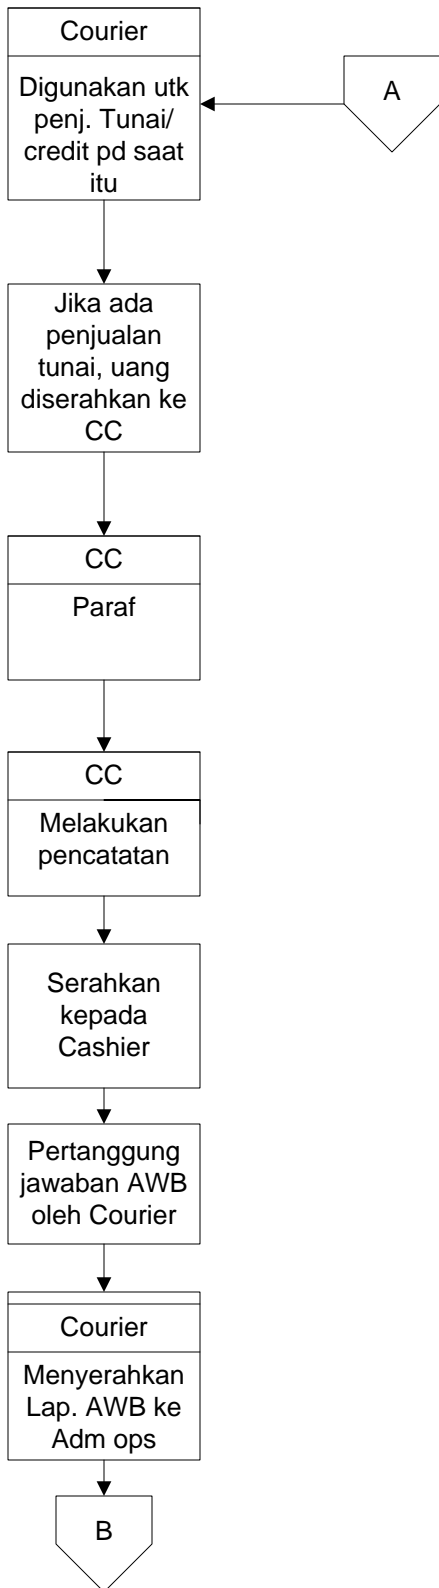 Courier
Digunakan utk
penj. Tunai/
credit pd saat
itu
A
Jika ada
penjualan
tunai, uang
diserahkan ke
CC
CC
Paraf
CC
Melakukan
pencatatan
Serahkan
kepada
Cashier
Pertanggung
jawaban AWB
oleh Courier
Courier
Menyerahkan
Lap. AWB ke
Adm ops
B